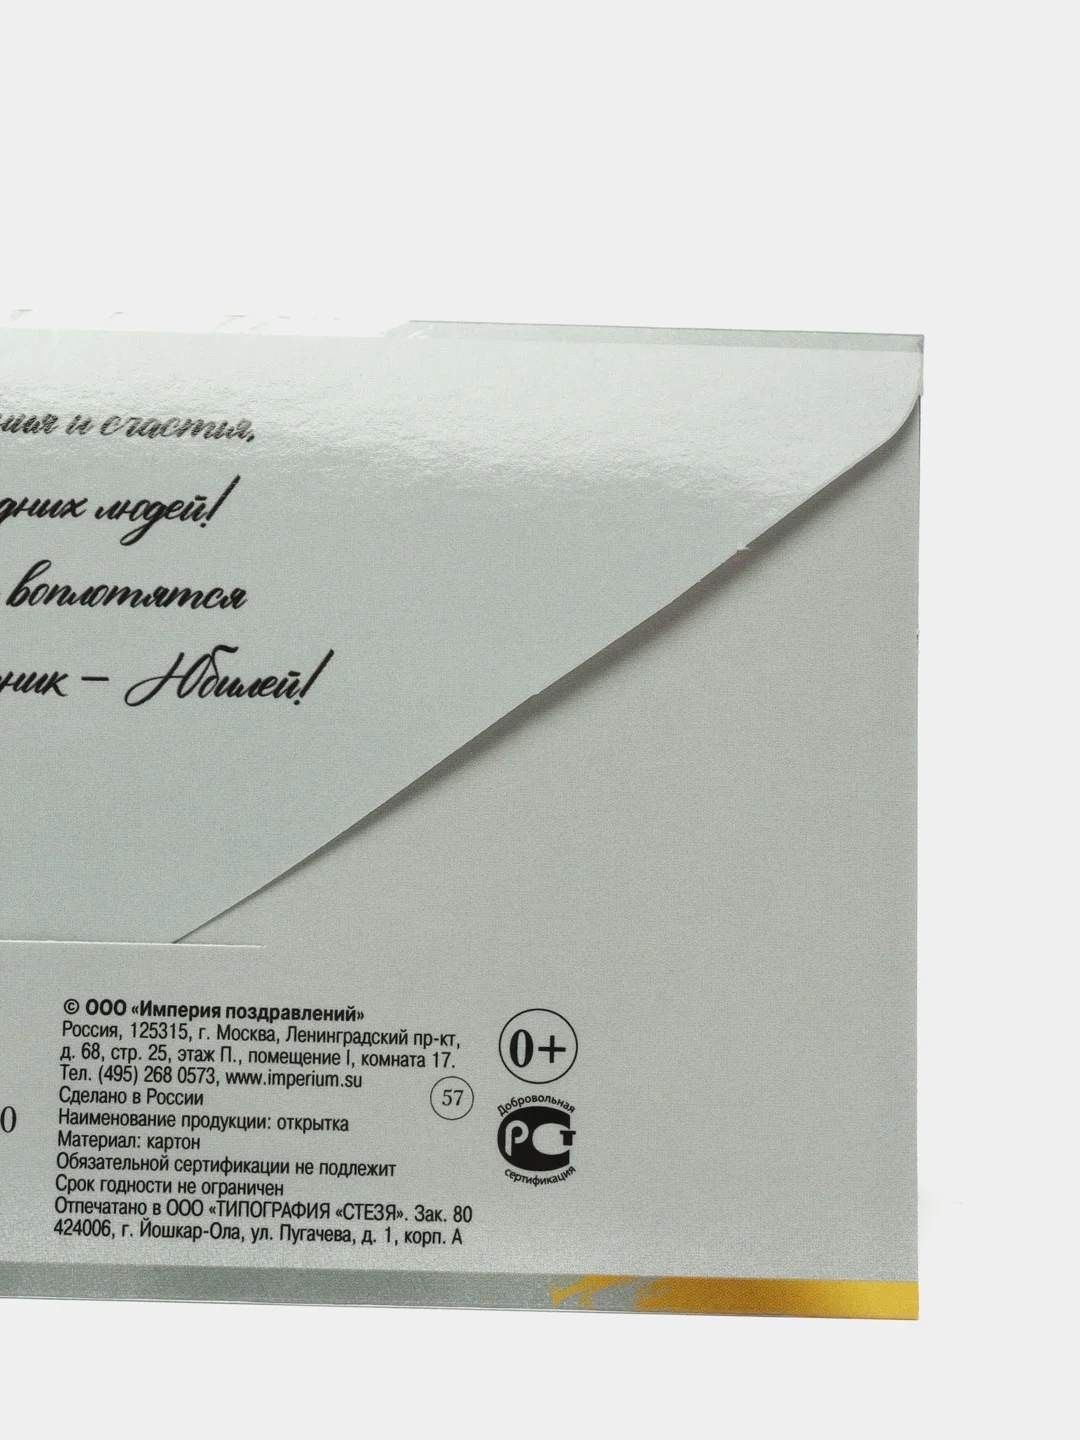 и счастия.
людей!
воплотятся
– Юбилей!
© ООО «Империя поздравлений»
Россия, 125315, г. Москва, Ленинградский пр-кт,
д. 68, стр. 25, этаж П., помещение I, комната 17.
Тел. (495) 268 0573, www.imperium.su
Сделано в России
Наименование продукции: открытка
Материал: картон
Обязательной сертификации не подлежит
Срок годности не ограничен
Отпечатано в ООО «ТИПОГРАФИЯ «СТЕЗЯ». Зак. 80
424006, г. Йошкар-Ола, ул. Пугачева, д. 1, корп. А
57
0+
Добровольная
РСТ
сертификация